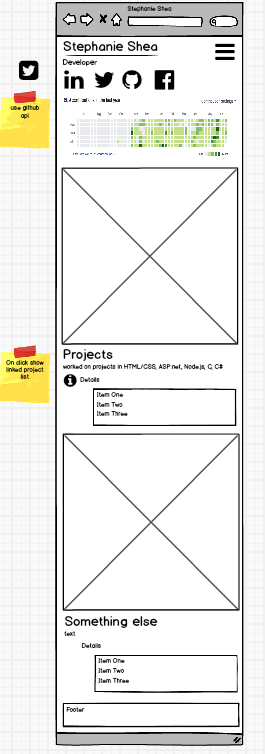 Stephanie Shea
Stephanie Shea
Developer
use github
api
Projects
worked on projects in HTML/CSS, ASP.net, Node.js, C, C#
On click show
linked project
list
Details
Item One
Item Two
Item Three
Something else
text
Details
Item One
Item Two
Item Three
Footer